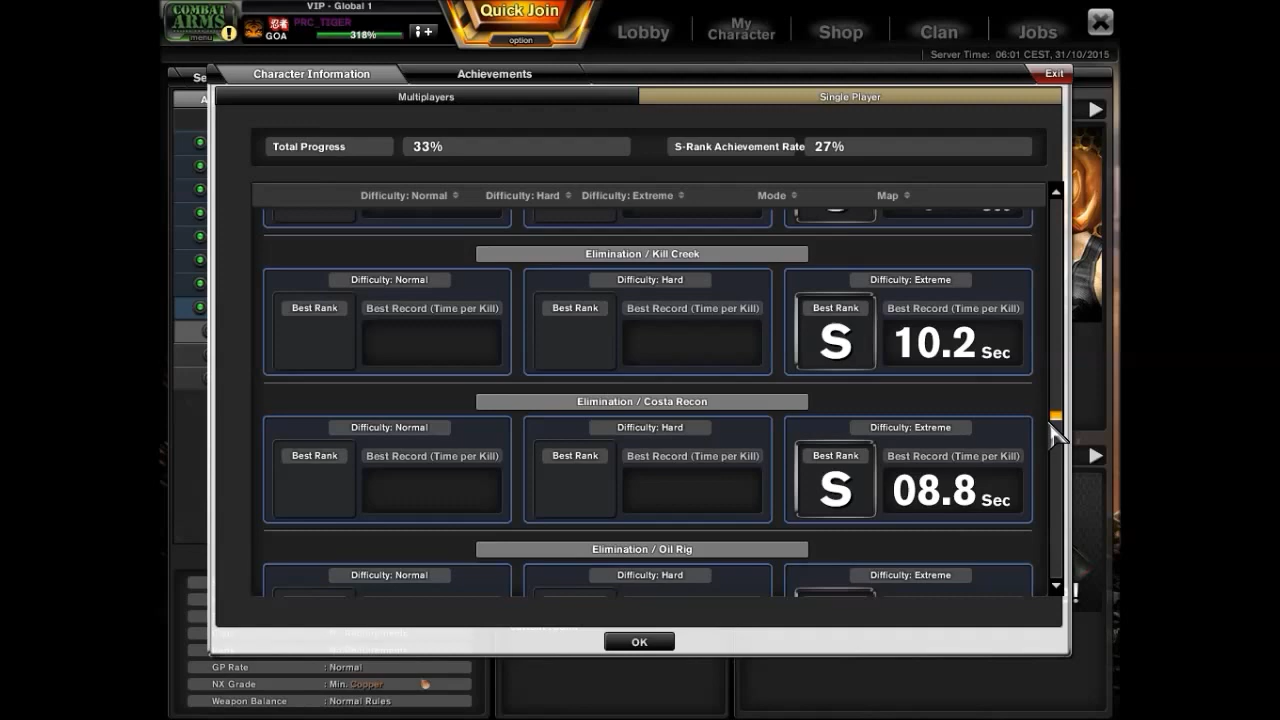 VIP - Global 1
COMBAT ARMS
menu
忍者
GOA
PRC_TIGER
318%
Quick Join
option
Lobby
My Character
Shop
Clan
Jobs
Server Time: 06:01 CEST, 31/10/2015
Se
Character Information
Achievements
Exit
A
Multiplayers
Single Player
Total Progress
33%
S-Rank Achievement Rate
27%
Difficulty: Normal
Difficulty: Hard
Difficulty: Extreme
Mode
Map
Elimination / Kill Creek
Difficulty: Normal
Difficulty: Hard
Difficulty: Extreme
Best Rank
Best Record (Time per Kill)
Best Rank
Best Record (Time per Kill)
Best Rank
Best Record (Time per Kill)
S
10.2 Sec
Elimination / Costa Recon
Difficulty: Normal
Difficulty: Hard
Difficulty: Extreme
Best Rank
Best Record (Time per Kill)
Best Rank
Best Record (Time per Kill)
Best Rank
Best Record (Time per Kill)
S
08.8 Sec
Elimination / Oil Rig
Difficulty: Normal
Difficulty: Hard
Difficulty: Extreme
OK
GP Rate : Normal
NX Grade : Min. Copper
Weapon Balance : Normal Rules